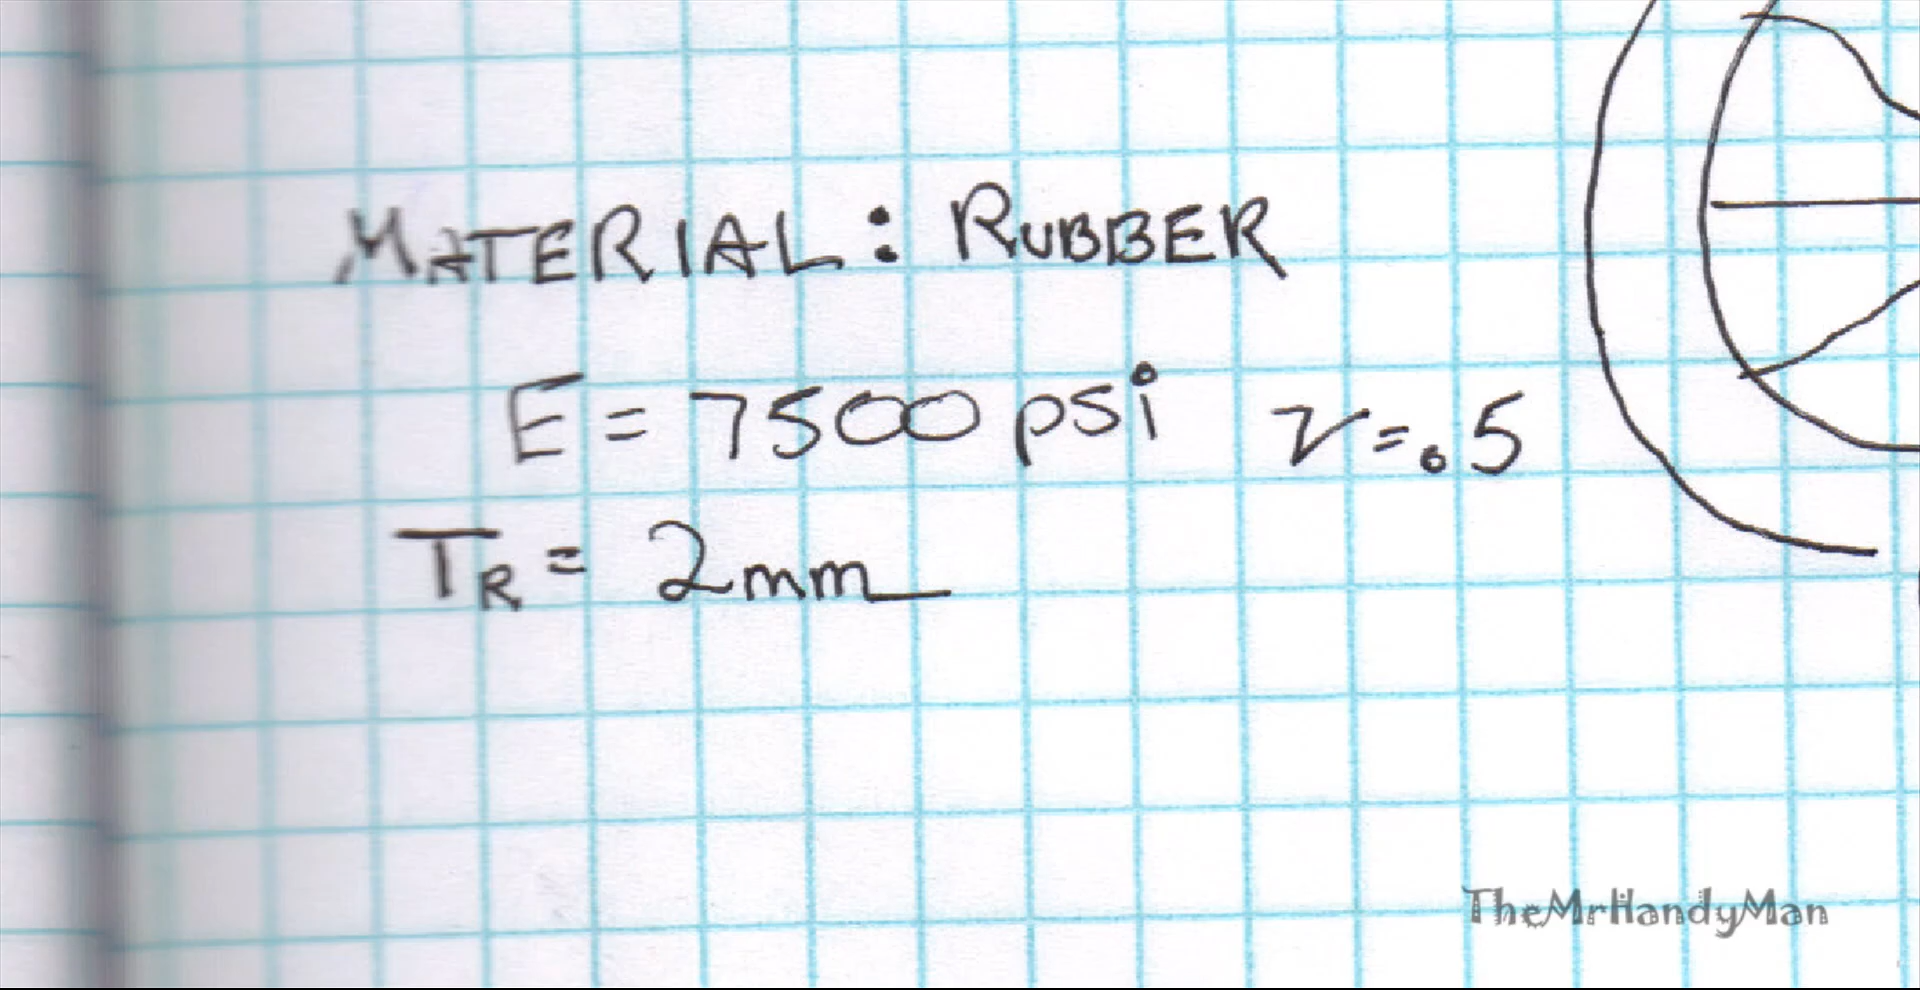 MATERIAL: RUBBER
E = 7500 psi ν = .5
TR = 2mm
TheMrHandyMan